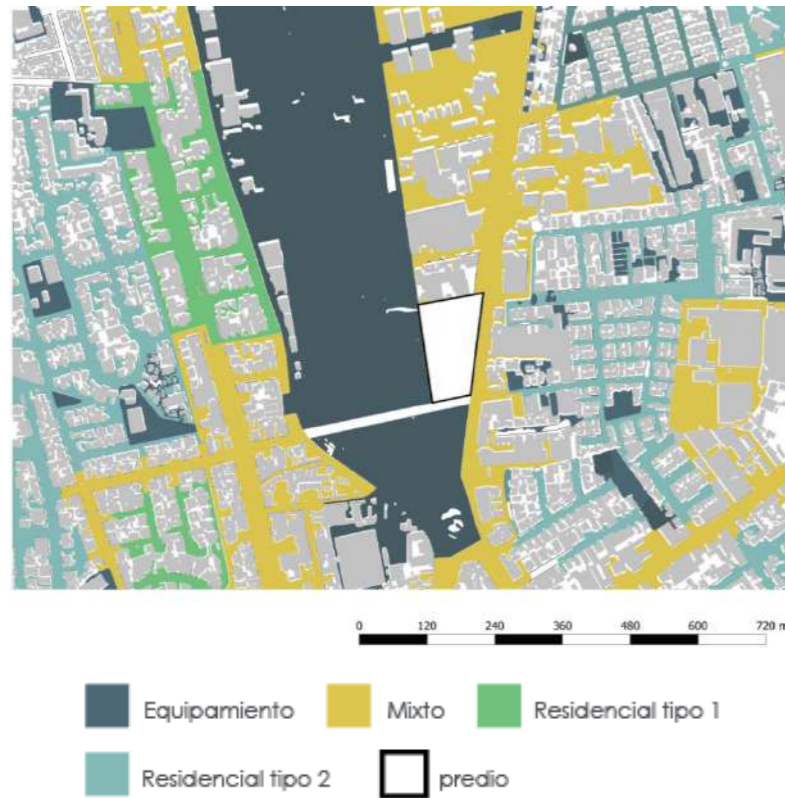 0 120 240 360 480 600 720 m
Equipamiento Mixto Residencial tipo 1
Residencial tipo 2 predio